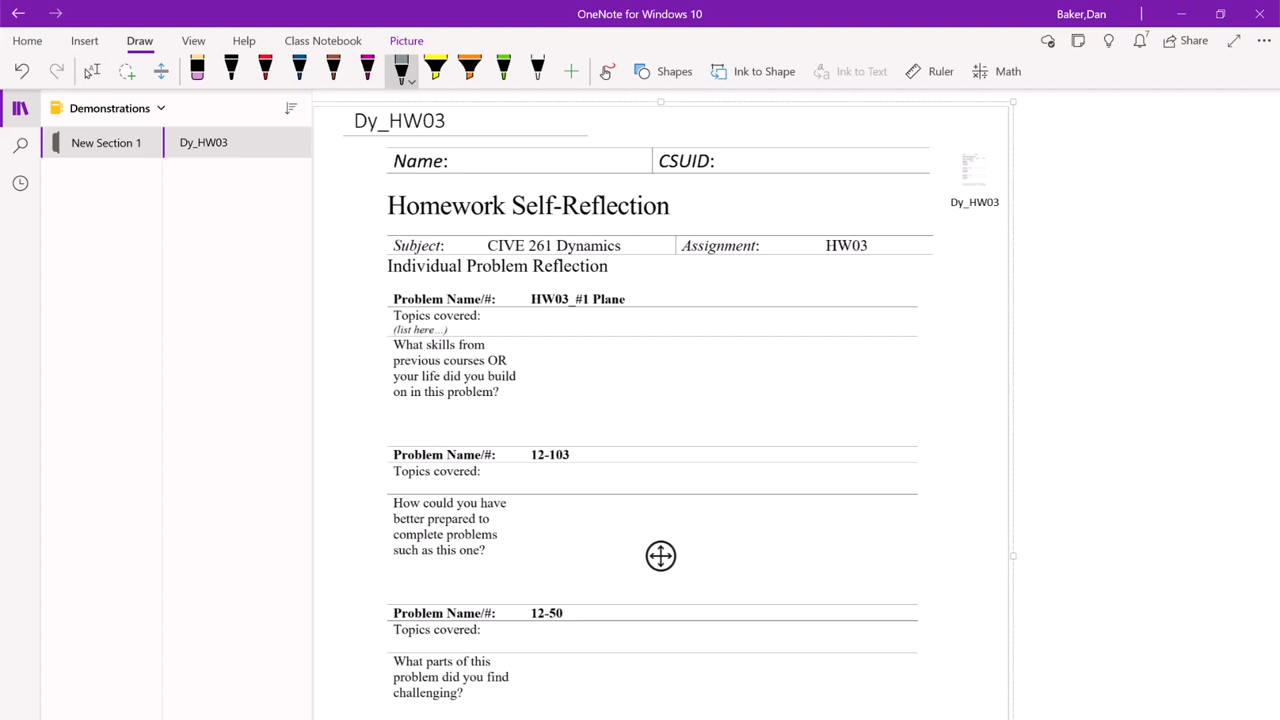 OneNote for Windows 10
Baker,Dan
Home Insert Draw View Help Class Notebook Picture
7
Share
Shapes Ink to Shape Ink to Text Ruler Math
Demonstrations
New Section 1
Dy_HW03
Dy_HW03
Name: CSUID:
Dy_HW03
Homework Self-Reflection
Subject: CIVE 261 Dynamics Assignment: HW03
Individual Problem Reflection
Problem Name/#: HW03_#1 Plane
Topics covered:
(list here...)
What skills from
previous courses OR
your life did you build
on in this problem?
Problem Name/#: 12-103
Topics covered:
How could you have
better prepared to
complete problems
such as this one?
Problem Name/#: 12-50
Topics covered:
What parts of this
problem did you find
challenging?